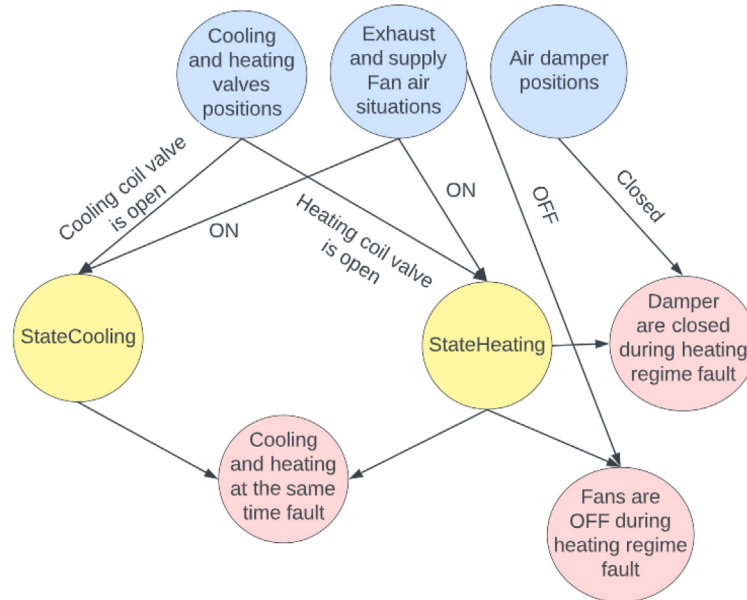 Cooling
and heating
valves
positions
Exhaust
and supply
Fan air
situations
Air damper
positions
Cooling coil valve
is open
ON
Heating coil valve
is open
ON
OFF
Closed
StateCooling
StateHeating
Damper
are closed
during heating
regime fault
Cooling
and heating
at the same
time fault
Fans are
OFF during
heating regime
fault